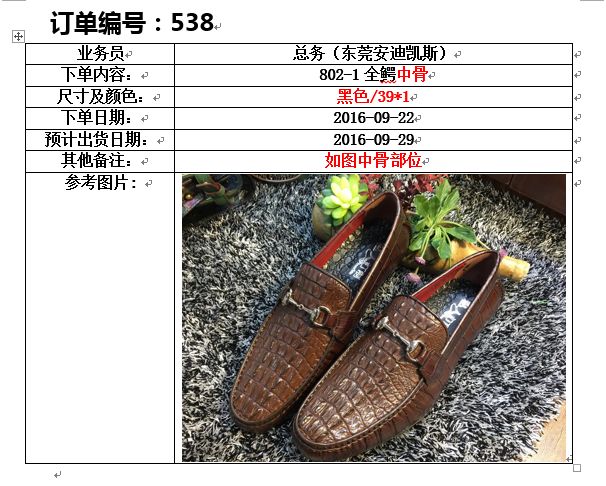 订单编号：538
业务员 总务（东莞安迪凯斯）
下单内容： 802-1 全鳄中骨
尺寸及颜色： 黑色/39*1
下单日期： 2016-09-22
预计出货日期： 2016-09-29
其他备注： 如图中骨部位
参考图片: